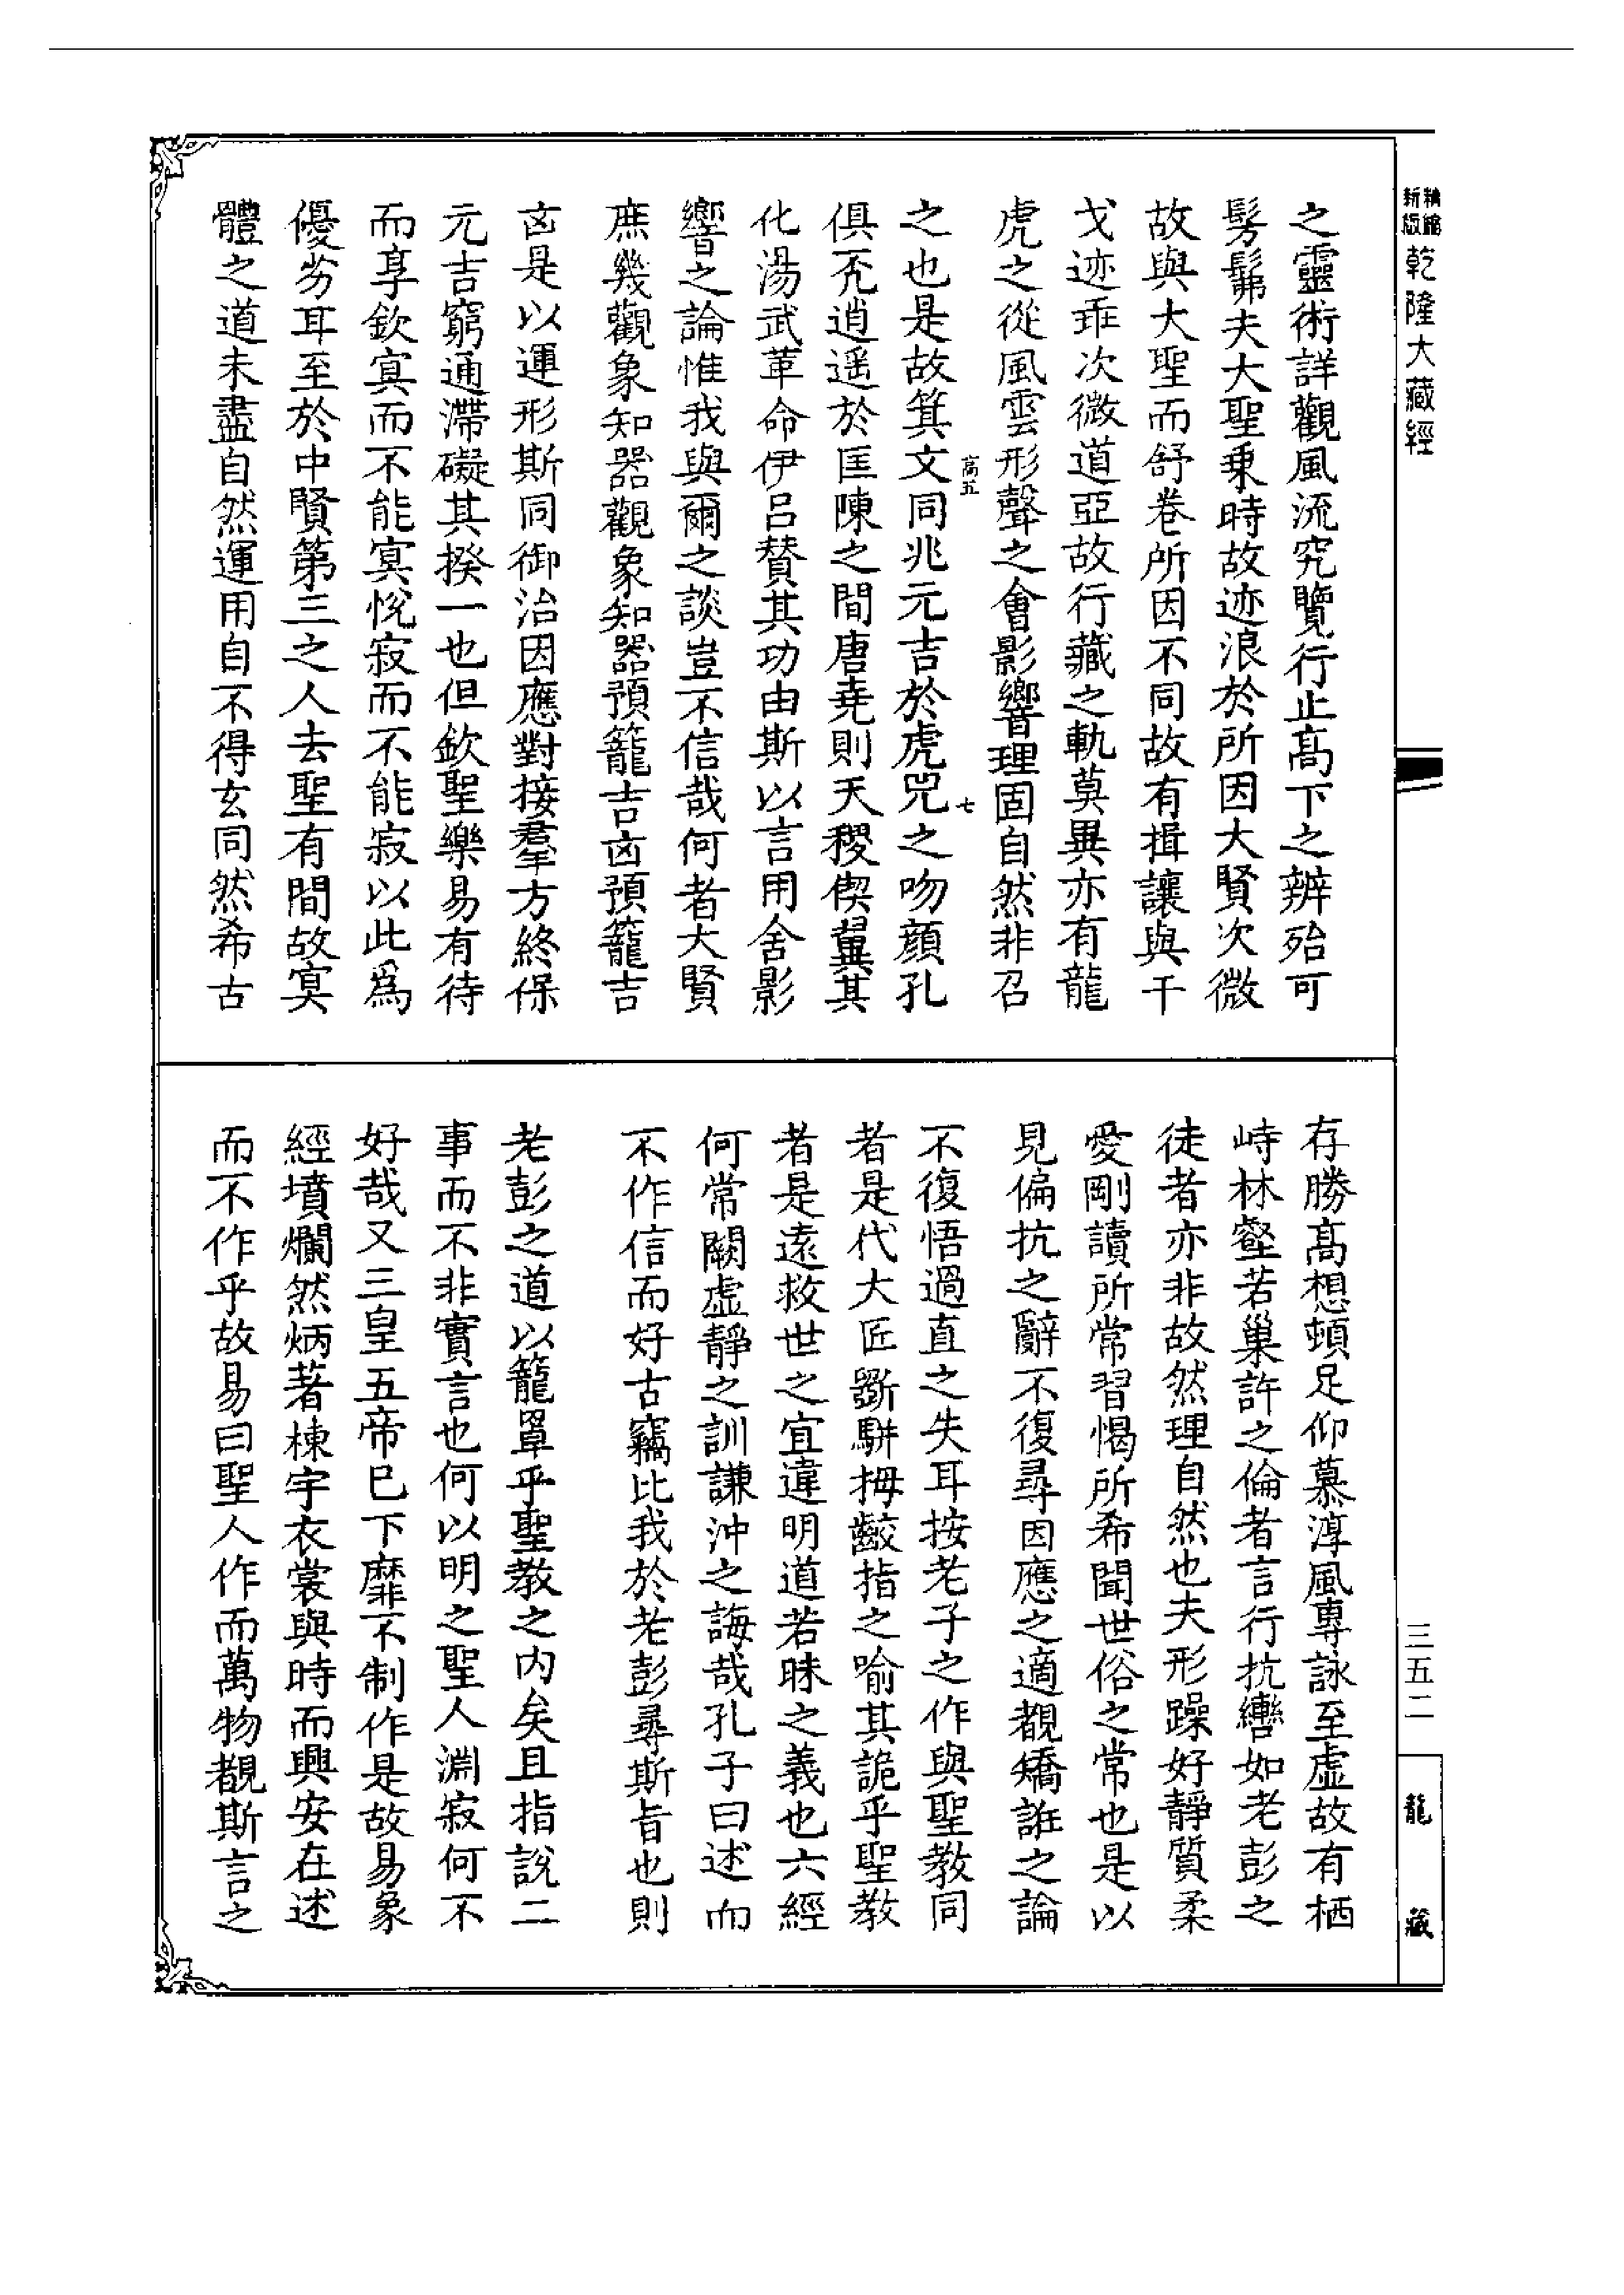 乾隆大藏經
之靈術詳觀風流究覽行止髙下之辨殆可
髣髴夫大聖乗時故迹浪於所因大賢次微
故與大聖而舒卷所因不同故有揖讓與干
戈迹乖次微道亞故行藏之軌莫異亦有龍
虎之從風雲形聲之會影響理固自然非召
高五
七
之也是故箕文同兆元吉於虎兕之吻顔孔
俱否逍遥於匡陳之間唐堯則天稷偰翼其
化湯武革命伊吕賛其功由斯以言用舍影
響之論惟我與爾之談豈不信哉何者大賢
庶幾觀象知器觀象知器預籠吉㐫預籠吉
㐫是以運形斯同御治因應對接羣方終保
元吉窮通滯礙其揆一也但欽聖樂易有待
而享欽寘而不能寘悅寂而不能寂以此爲
優劣耳至於中賢第三之人去聖有間故寘
體之道未盡自然運用自不得玄同然希古
存勝髙想頓足仰慕淳風專詠至虚故有栖
峙林壑若巢許之倫者言行抗轡如老彭之
徒者亦非故然理自然也夫形躁好靜質柔
愛剛讀所常習愒所希聞世俗之常也是以
見偏抗之辭不復尋因應之適覩矯誑之論
不復悟過直之失耳按老子之作與聖教同
者是代大匠斵駢拇齩指之喻其詭乎聖教
者是逺救世之宜違明道若昧之義也六經
何常闕虚靜之訓謙沖之誨哉孔子曰述而
不作信而好古竊比我於老彭尋斯旨也則
老彭之道以籠罩乎聖教之内矣且指說二
事而不非實言也何以明之聖人淵寂何不
好哉又三皇五帝已下靡不制作是故易象
經墳爛然炳著棟宇衣裳與時而興安在述
而不作乎故易曰聖人作而萬物覩斯言之
三五二
龍藏